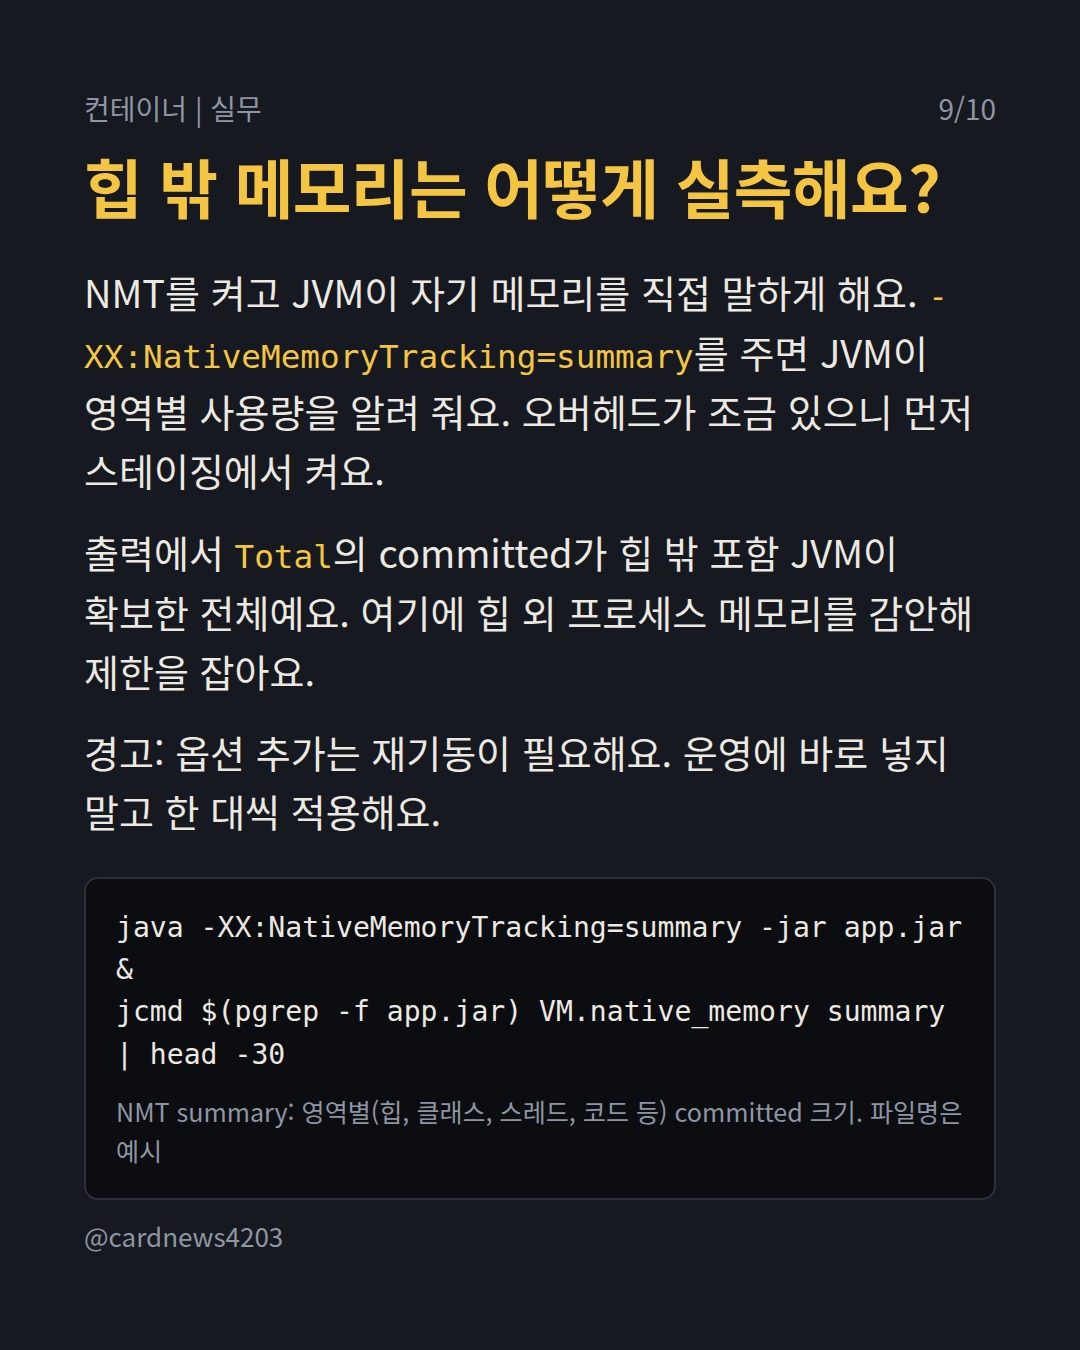 컨테이너 | 실무
9/10
힙 밖 메모리는 어떻게 실측해요?
NMT를 켜고 JVM이 자기 메모리를 직접 말하게 해요. -
XX:NativeMemoryTracking=summary를 주면 JVM이
영역별 사용량을 알려 줘요. 오버헤드가 조금 있으니 먼저
스테이징에서 켜요.
출력에서 Total의 committed가 힙 밖 포함 JVM이
확보한 전체예요. 여기에 힙 외 프로세스 메모리를 감안해
제한을 잡아요.
경고: 옵션 추가는 재기동이 필요해요. 운영에 바로 넣지
말고 한 대씩 적용해요.
java -XX:NativeMemoryTracking=summary -jar app.jar
&
jcmd $(pgrep -f app.jar) VM.native_memory summary
| head -30
NMT summary: 영역별(힙, 클래스, 스레드, 코드 등) committed 크기. 파일명은
예시
@cardnews4203